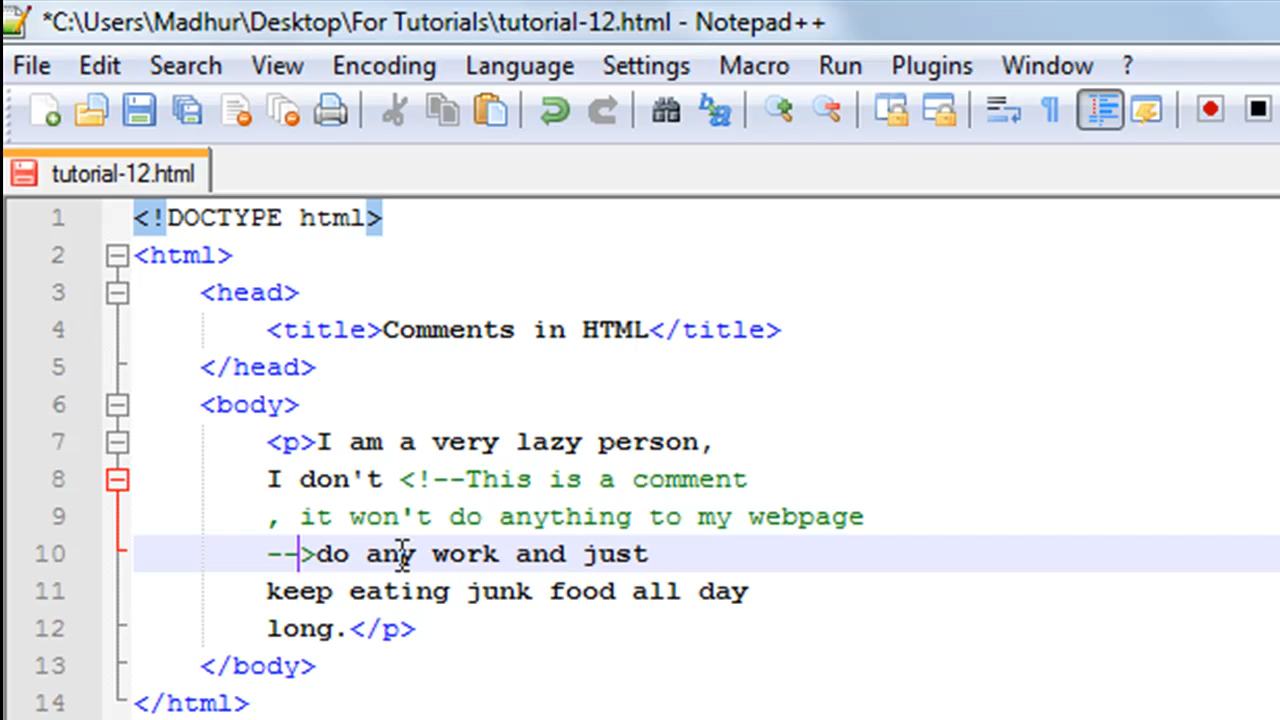 *C:\Users\Madhur\Desktop\For Tutorials\tutorial-12.html - Notepad++
File Edit Search View Encoding Language Settings Macro Run Plugins Window ?
tutorial-12.html
1 <!DOCTYPE html>
2 <html>
3 <head>
4 <title>Comments in HTML</title>
5 </head>
6 <body>
7 <p>I am a very lazy person,
8 I don't <!--This is a comment
9 , it won't do anything to my webpage
10 -->do any work and just
11 keep eating junk food all day
12 long.</p>
13 </body>
14 </html>